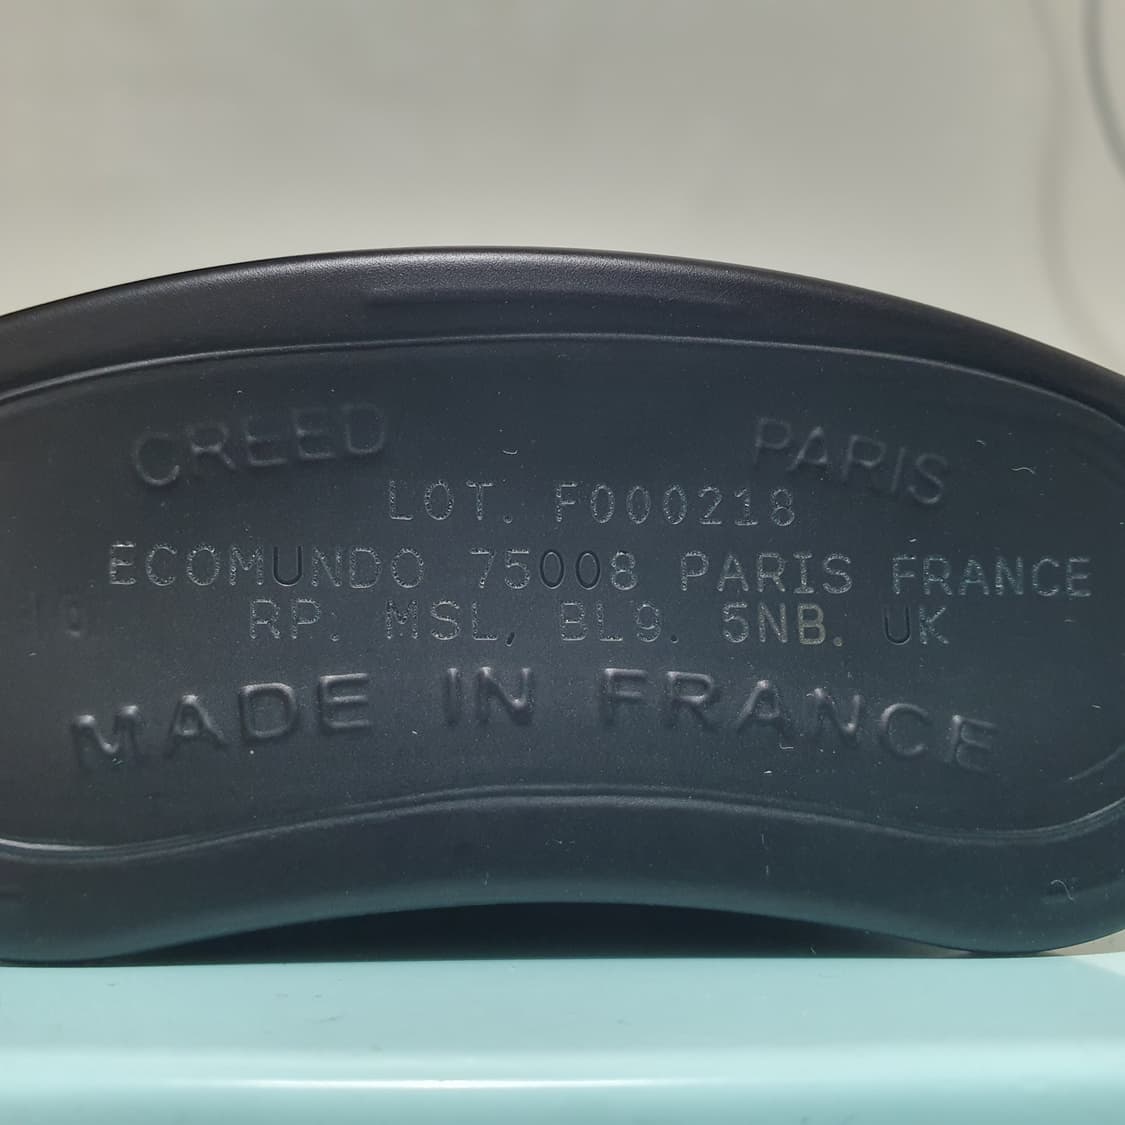 CREED PARIS
LOT. F000218
ECOMUNDO 75008 PARIS FRANCE
RP: MSL, BL9. 5NB. UK
MADE IN FRANCE